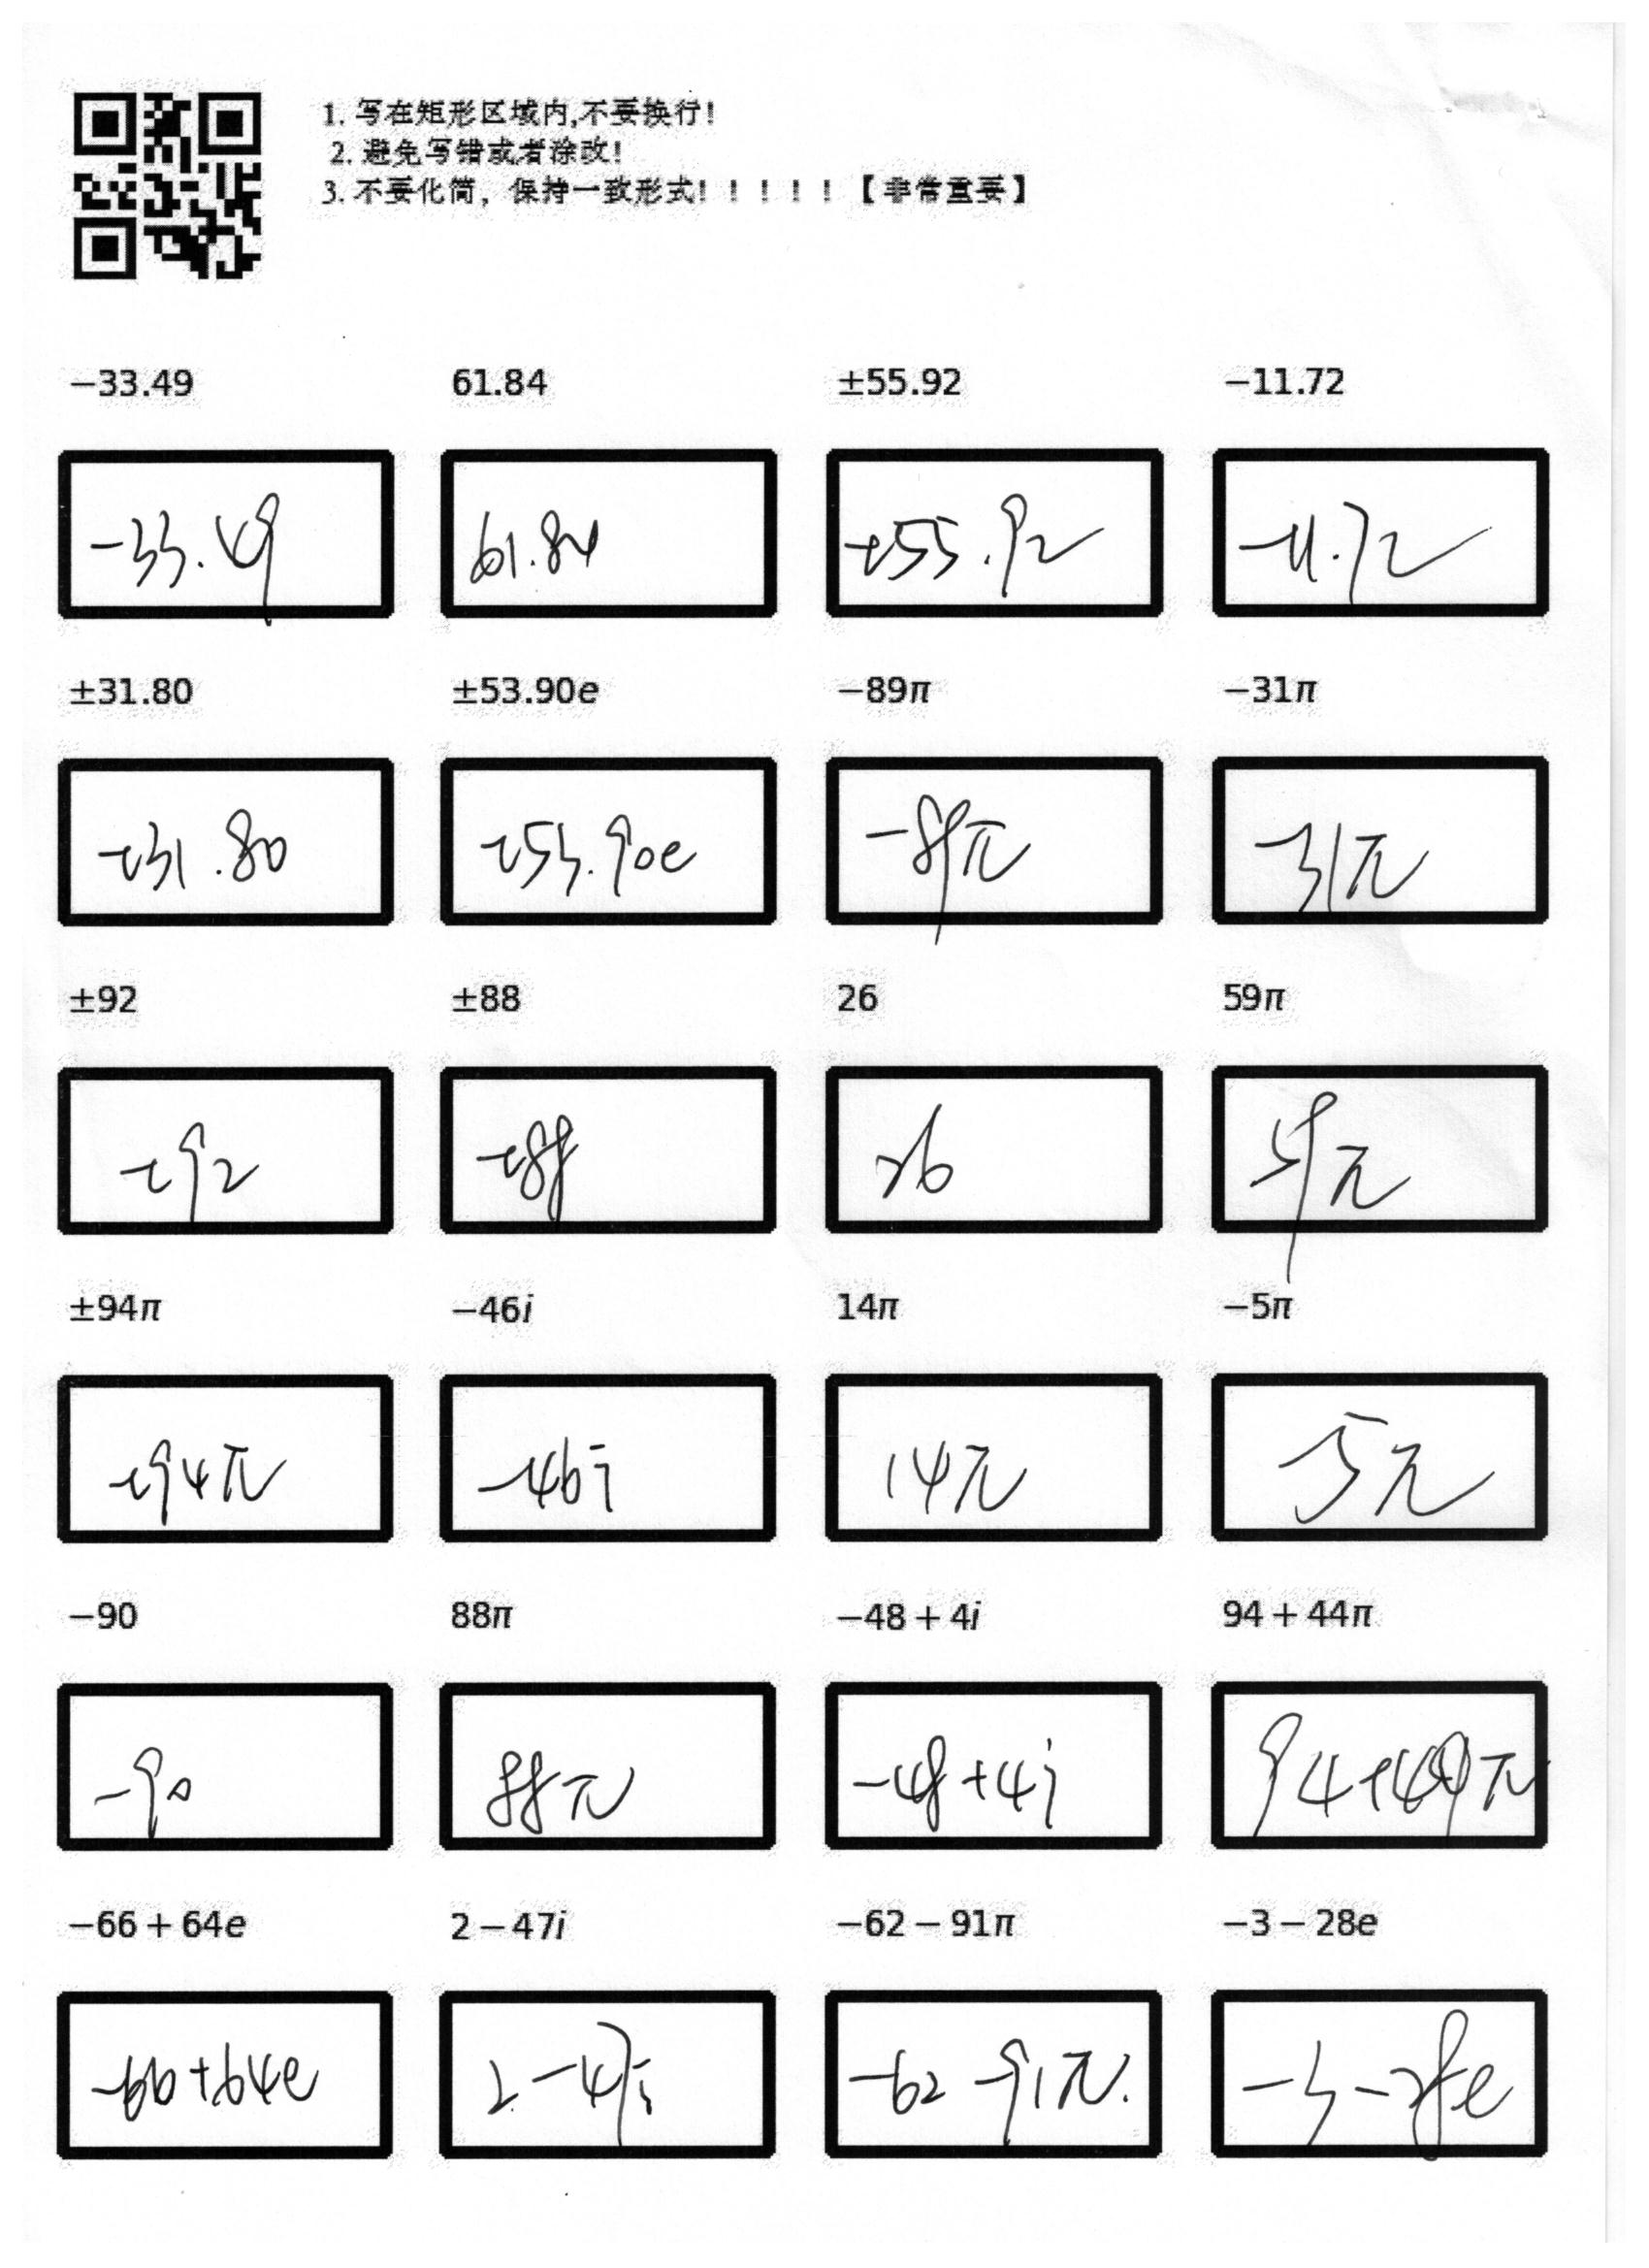 1. 写在矩形区域内,不要换行!
2. 避免写错或者涂改!
3. 不要化简，保持一致形式! ! ! ! ! 【非常重要】
−33.49 61.84 ±55.92 −11.72
-33.49 61.84 ±55.92 -11.72
±31.80 ±53.90e −89π −31π
±31.80 ±53.90e -89π -31π
±92 ±88 26 59π
±92 ±88 26 59π
±94π −46i 14π −5π
±94π -46i 14π -5π
−90 88π −48 + 4i 94 + 44π
-90 88π -48+4i 94+44π
−66 + 64e 2 − 47i −62 − 91π −3 − 28e
-66+64e 2-47i -62-91π. -3-28e